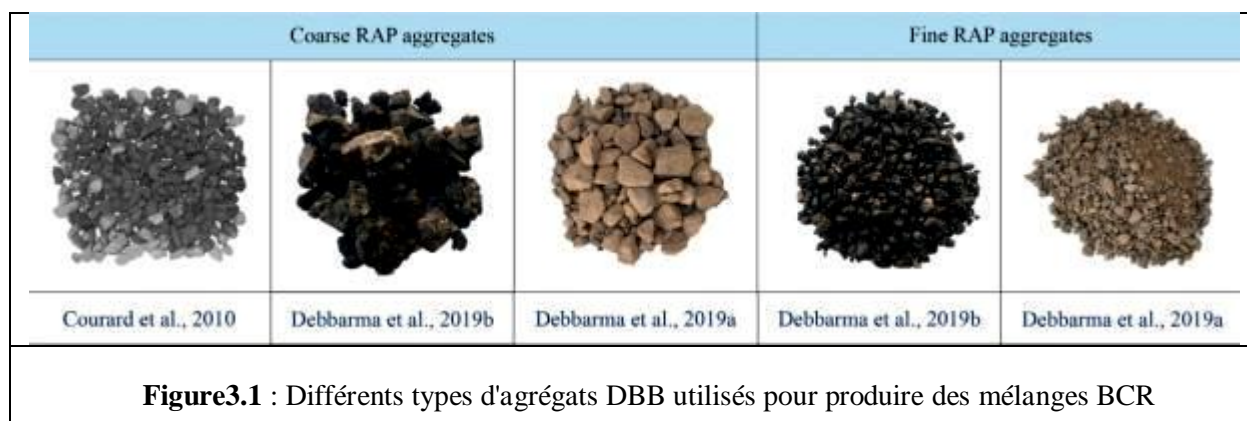 Coarse RAP aggregates
Fine RAP aggregates
Courard et al., 2010
Debbarma et al., 2019b
Debbarma et al., 2019a
Debbarma et al., 2019b
Debbarma et al., 2019a
Figure3.1 : Différents types d'agrégats DBB utilisés pour produire des mélanges BCR